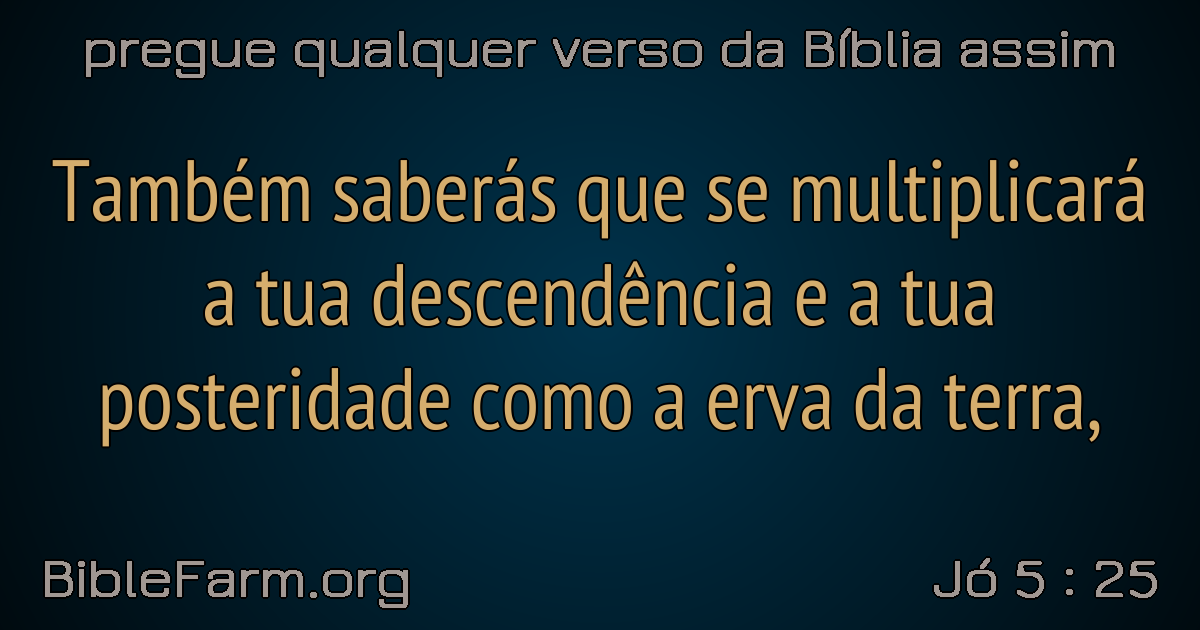 pregue qualquer verso da Bíblia assim
Também saberás que se multiplicará
a tua descendência e a tua
posteridade como a erva da terra,
BibleFarm.org
Jó 5 : 25